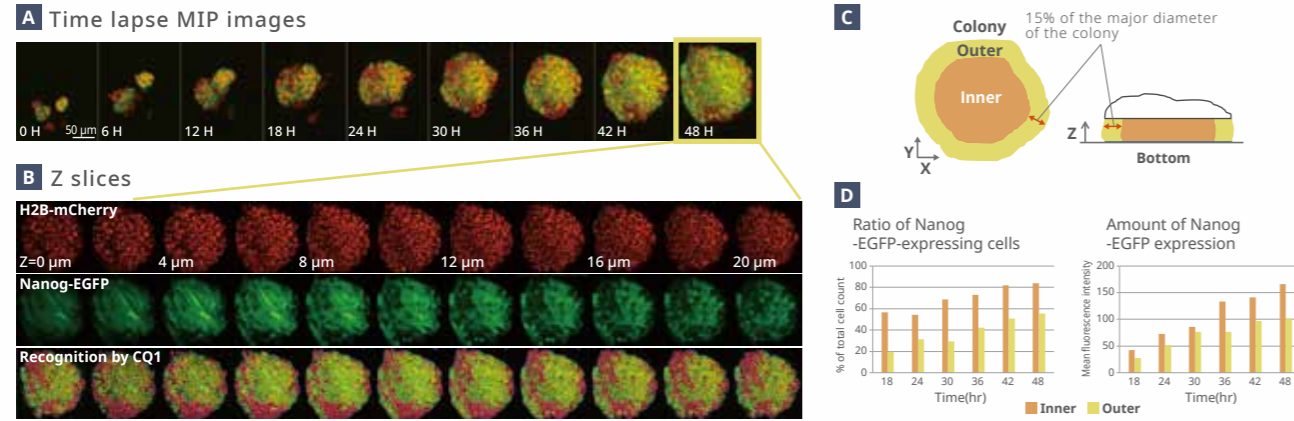 A Time lapse MIP images
0 H 50 µm 6 H 12 H 18 H 24 H 30 H 36 H 42 H 48 H
B Z slices
H2B-mCherry
Z=0 µm 4 µm 8 µm 12 µm 16 µm 20 µm
Nanog-EGFP
Recognition by CQ1
C
15% of the major diameter
of the colony
Colony
Outer
Inner
Y
X
Z
Bottom
D
Ratio of Nanog
-EGFP-expressing cells
% of total cell count
100
80
60
40
20
0
18 24 30 36 42 48
Time(hr)
Amount of Nanog
-EGFP expression
Mean fluorescence intensity
200
150
100
50
0
18 24 30 36 42 48
Time(hr)
Inner Outer